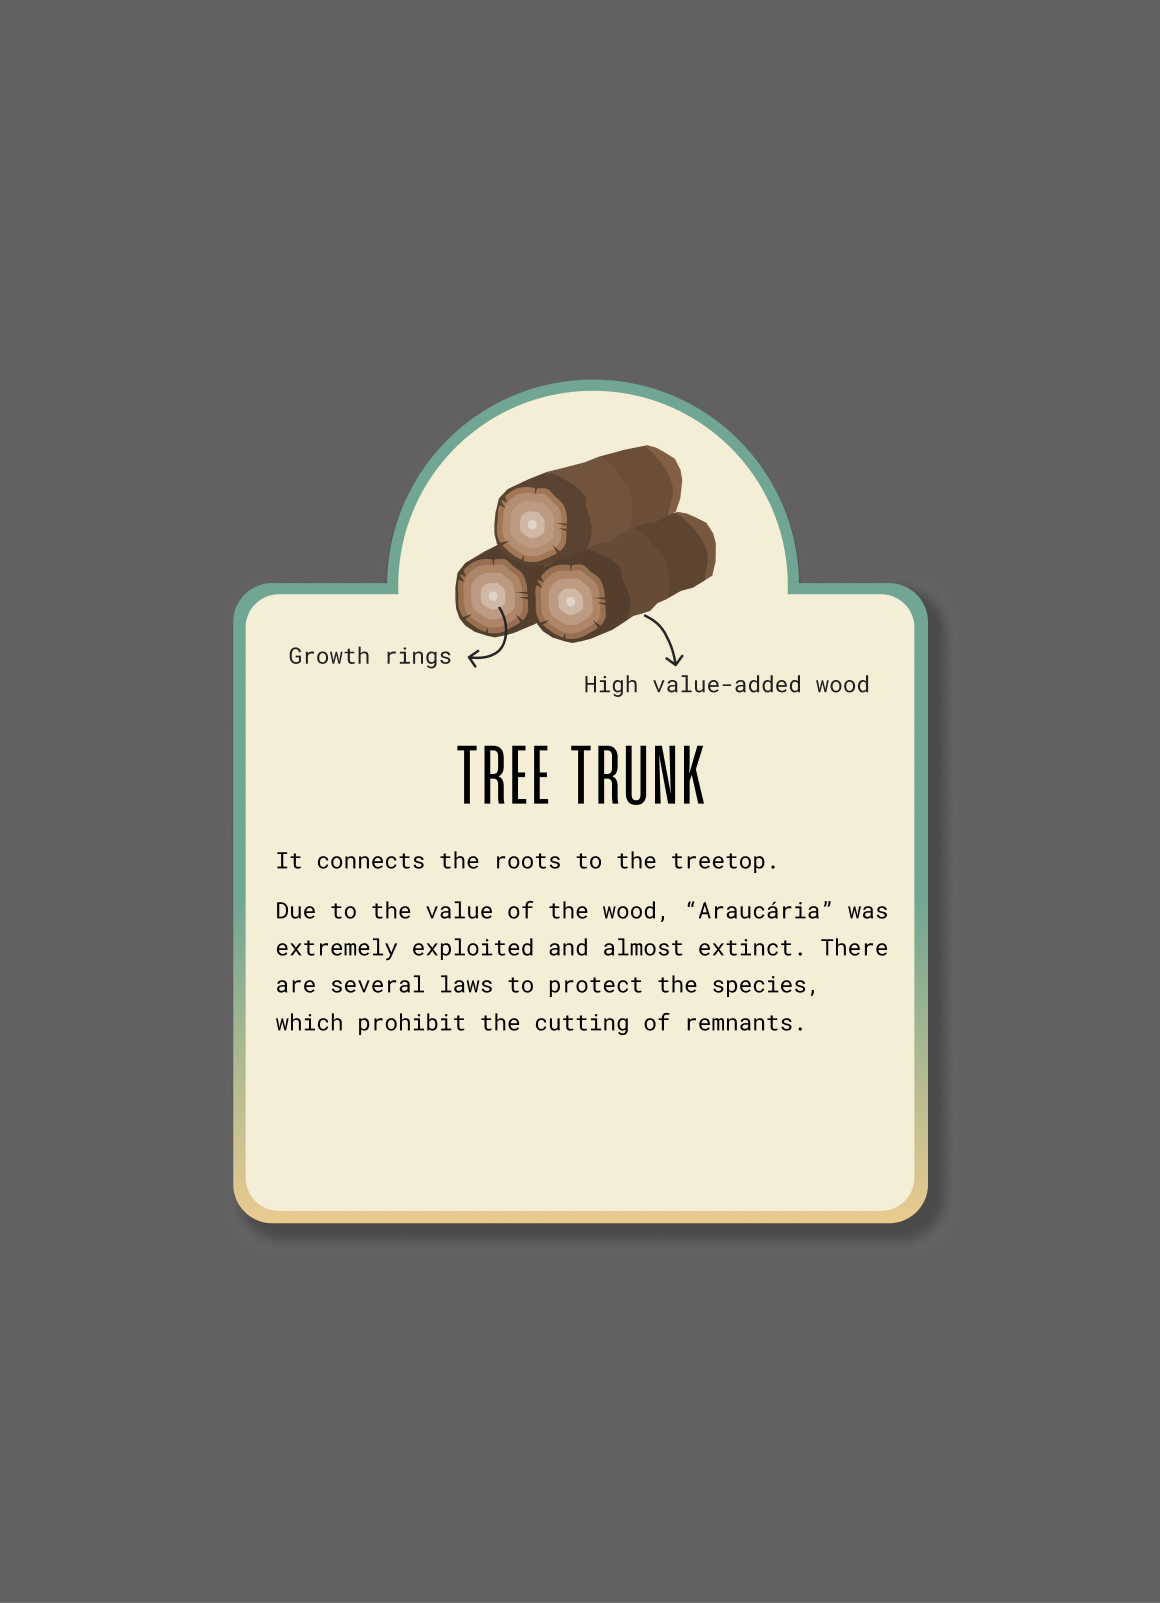 Growth rings
High value-added wood
TREE TRUNK
It connects the roots to the treetop.
Due to the value of the wood, “Araucária” was
extremely exploited and almost extinct. There
are several laws to protect the species,
which prohibit the cutting of remnants.